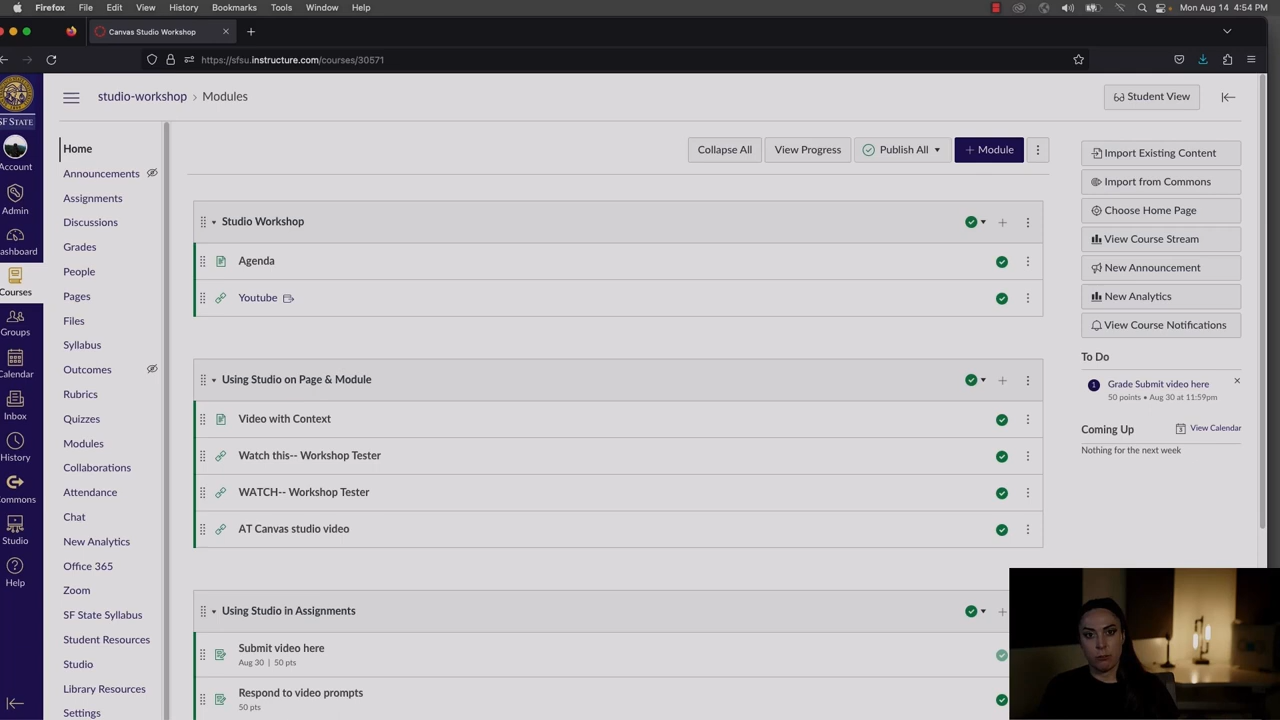 Firefox File Edit View History Bookmarks Tools Window Help Mon Aug 14 4:54 PM
Canvas Studio Workshop
https://sfsu.instructure.com/courses/30571
studio-workshop › Modules Student View
SF STATE
Account
Admin
ashboard
Courses
Groups
Calendar
Inbox
History
Commons
Studio
Help
Home
Announcements
Assignments
Discussions
Grades
People
Pages
Files
Syllabus
Outcomes
Rubrics
Quizzes
Modules
Collaborations
Attendance
Chat
New Analytics
Office 365
Zoom
SF State Syllabus
Student Resources
Studio
Library Resources
Settings
Collapse All View Progress Publish All + Module
Studio Workshop
Agenda
Youtube
Using Studio on Page & Module
Video with Context
Watch this-- Workshop Tester
WATCH-- Workshop Tester
AT Canvas studio video
Using Studio in Assignments
Submit video here
Aug 30 | 50 pts
Respond to video prompts
50 pts
Import Existing Content
Import from Commons
Choose Home Page
View Course Stream
New Announcement
New Analytics
View Course Notifications
To Do
1 Grade Submit video here
50 points • Aug 30 at 11:59pm
Coming Up View Calendar
Nothing for the next week